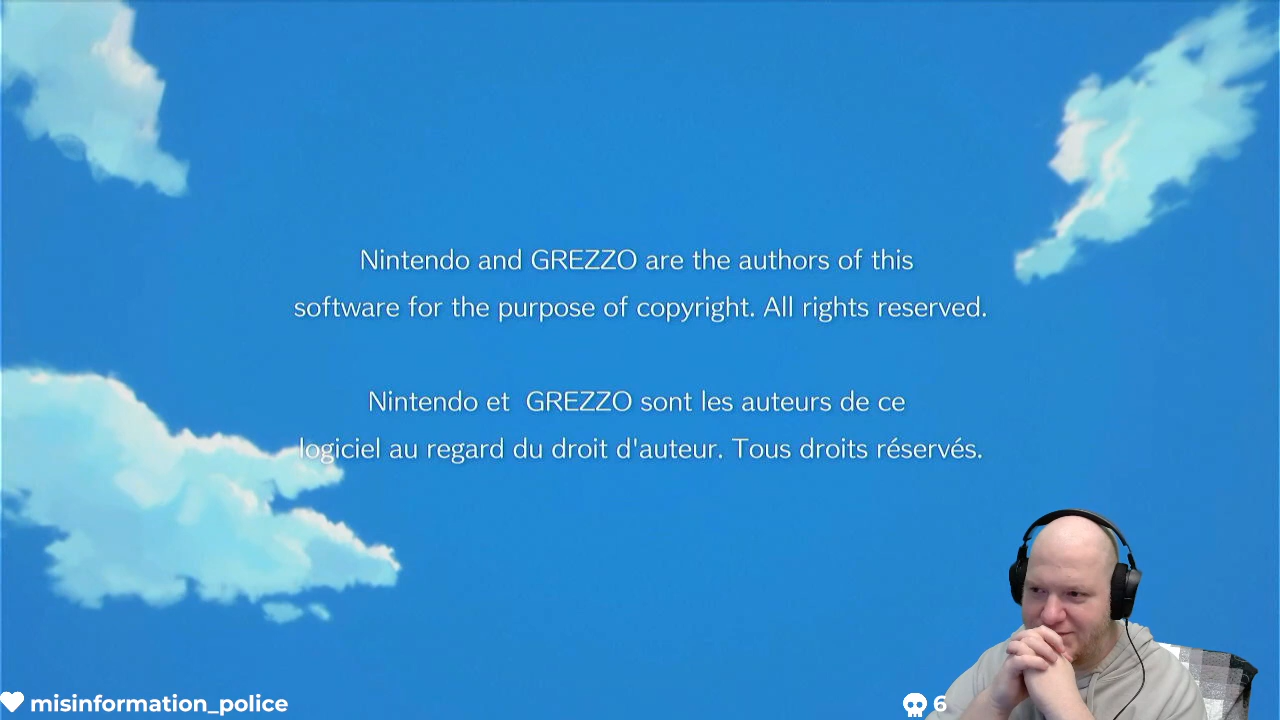 Nintendo and GREZZO are the authors of this
software for the purpose of copyright. All rights reserved.
Nintendo et GREZZO sont les auteurs de ce
logiciel au regard du droit d'auteur. Tous droits réservés.
misinformation_police
6